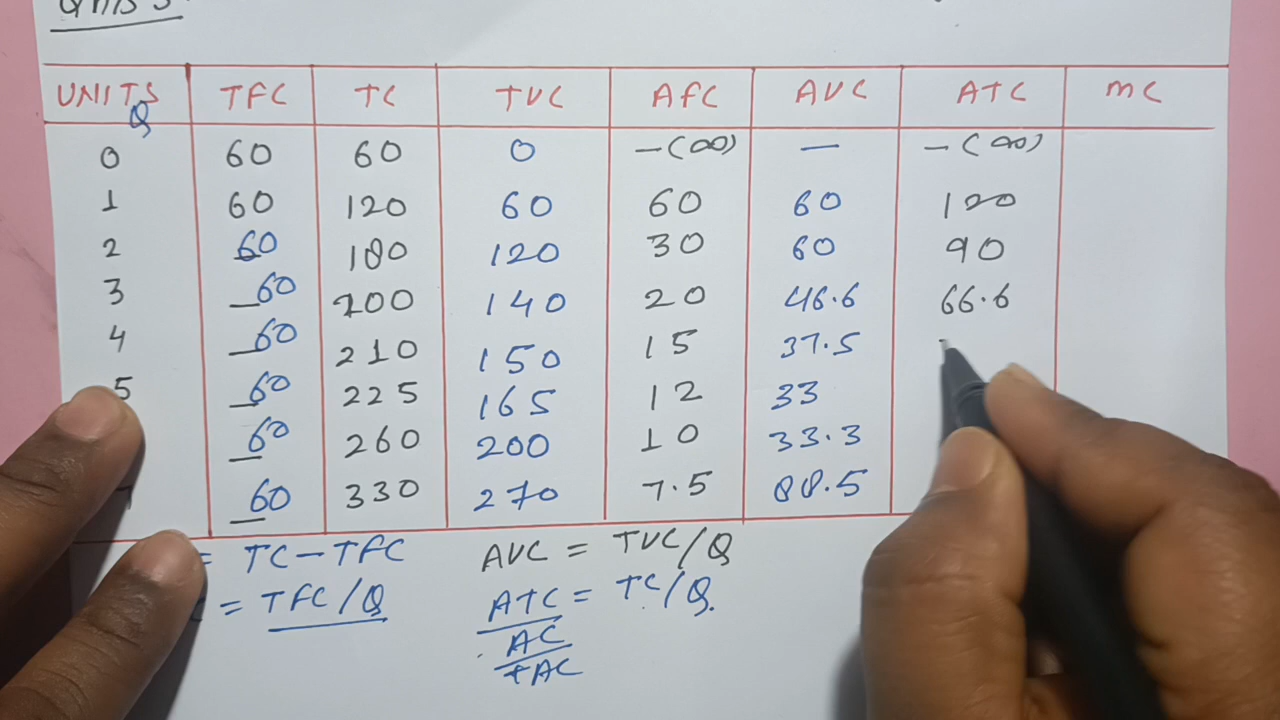 UNITS Q TFC TC TVC AFC AVC ATC MC
0 60 60 0 -(∞) — -(∞)
1 60 120 60 60 60 120
2 60 180 120 30 60 90
3 60 200 140 20 46.6 66.6
4 60 210 150 15 37.5
5 60 225 165 12 33
60 260 200 10 33.3
60 330 270 7.5 88.5
= TC - TFC AVC = TVC/Q
= TFC/Q ATC = TC/Q.
AC
TAC